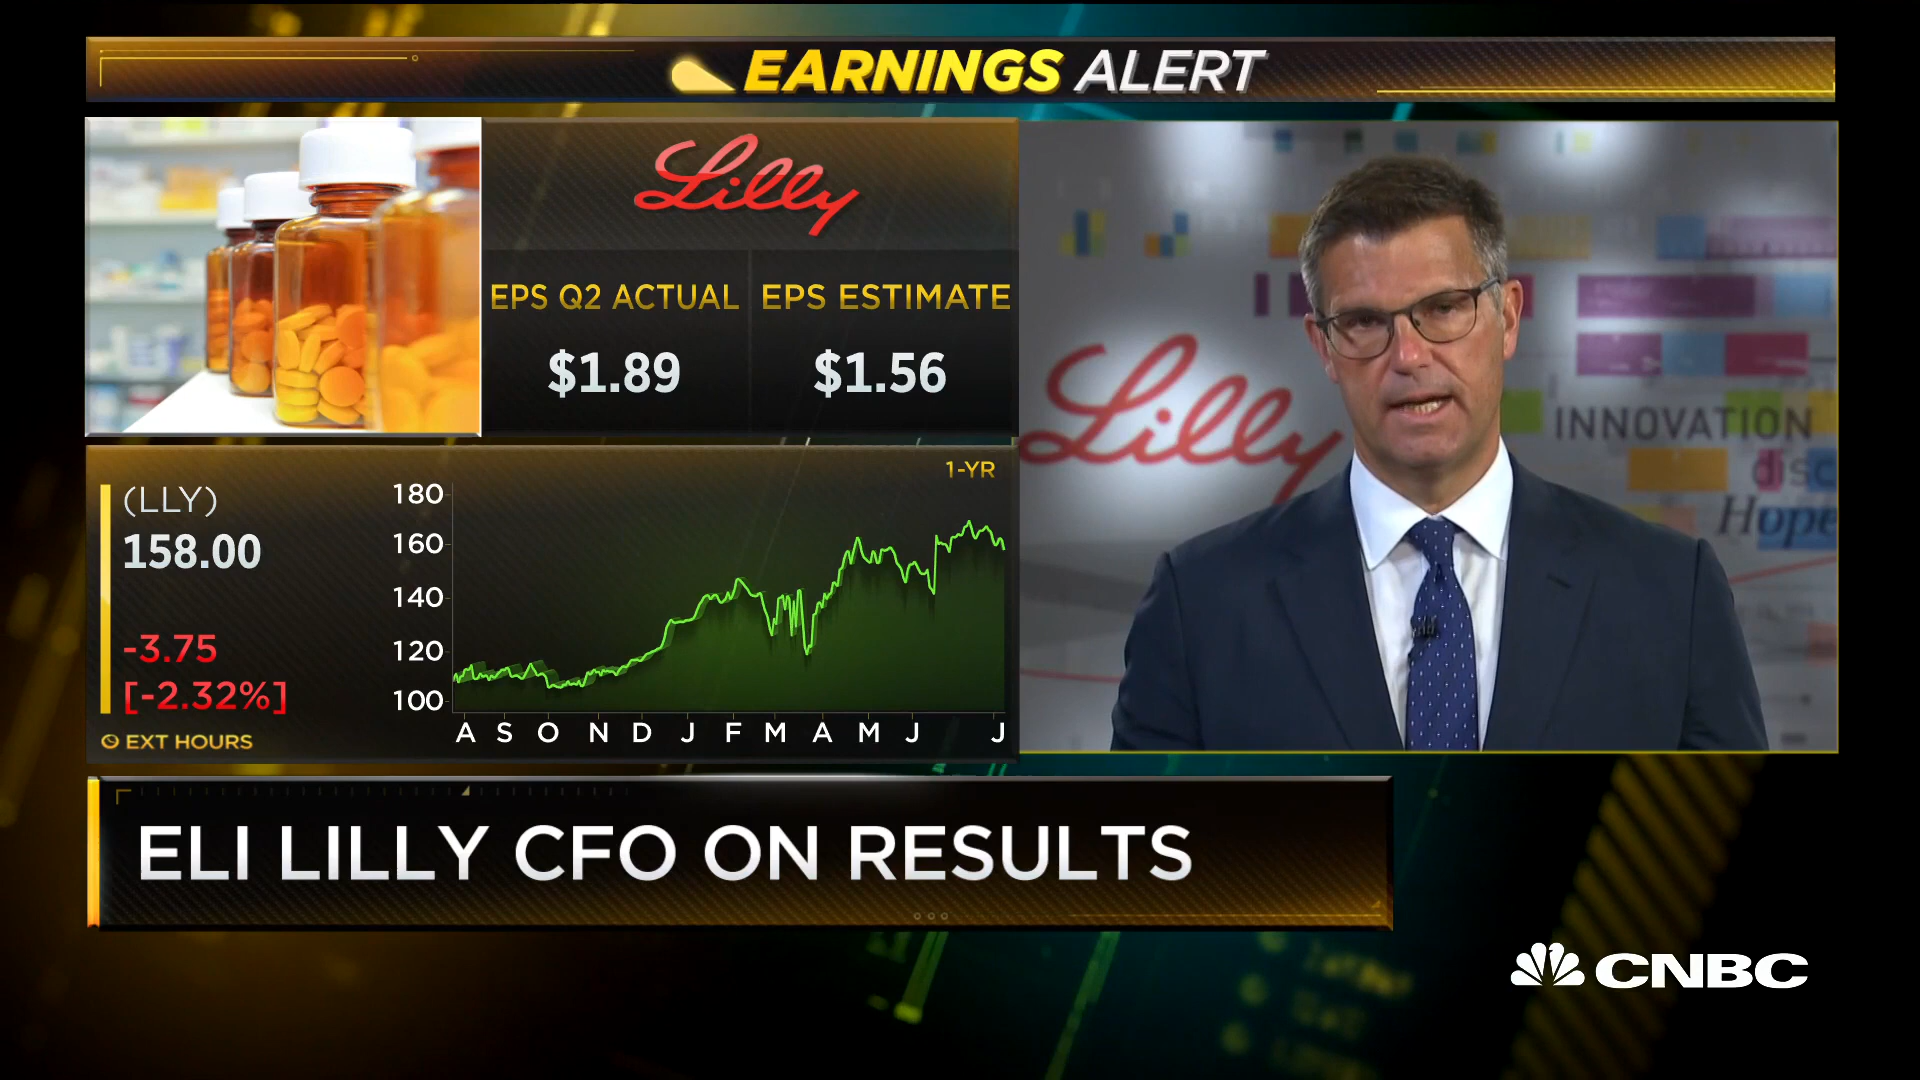 EARNINGS ALERT
Lilly
EPS Q2 ACTUAL
EPS ESTIMATE
$1.89
$1.56
1-YR
(LLY)
158.00
-3.75
[-2.32%]
EXT HOURS
180
160
140
120
100
A S O N D J F M A M J J
Lilly
INNOVATION
Hope
ELI LILLY CFO ON RESULTS
CNBC